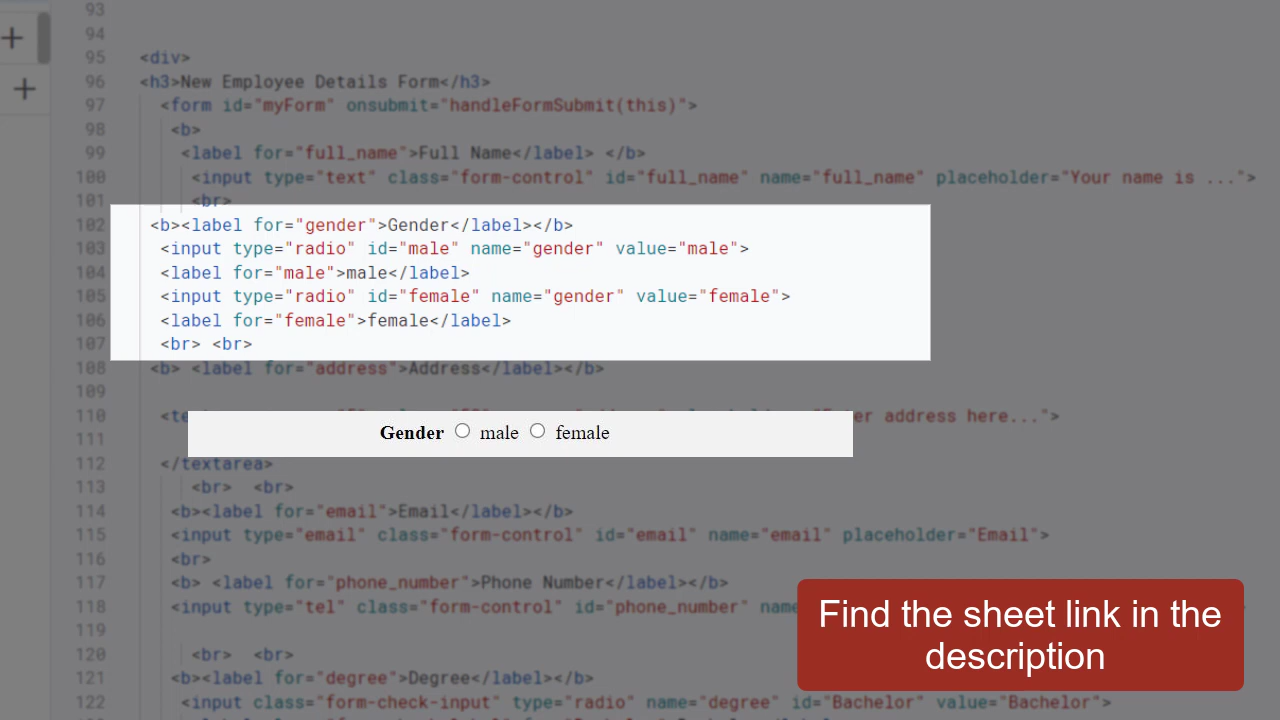 93
94
95 <div>
96 <h3>New Employee Details Form</h3>
97 <form id="myForm" onsubmit="handleFormSubmit(this)">
98 <b>
99 <label for="full_name">Full Name</label> </b>
100 <input type="text" class="form-control" id="full_name" name="full_name" placeholder="Your name is ...">
101 <br>
102 <b><label for="gender">Gender</label></b>
103 <input type="radio" id="male" name="gender" value="male">
104 <label for="male">male</label>
105 <input type="radio" id="female" name="gender" value="female">
106 <label for="female">female</label>
107 <br> <br>
108 <b> <label for="address">Address</label></b>
109
110 address here...">
111
Gender male female
112 </textarea>
113 <br> <br>
114 <b><label for="email">Email</label></b>
115 <input type="email" class="form-control" id="email" name="email" placeholder="Email">
116 <br>
117 <b> <label for="phone_number">Phone Number</label></b>
118 <input type="tel" class="form-control" id="phone_number"
119
120 <br> <br>
121 <b><label for="degree">Degree</label></b>
122 <input class="form-check-input" type="radio" name="degree" id="Bachelor" value="Bachelor">
Find the sheet link in the
description